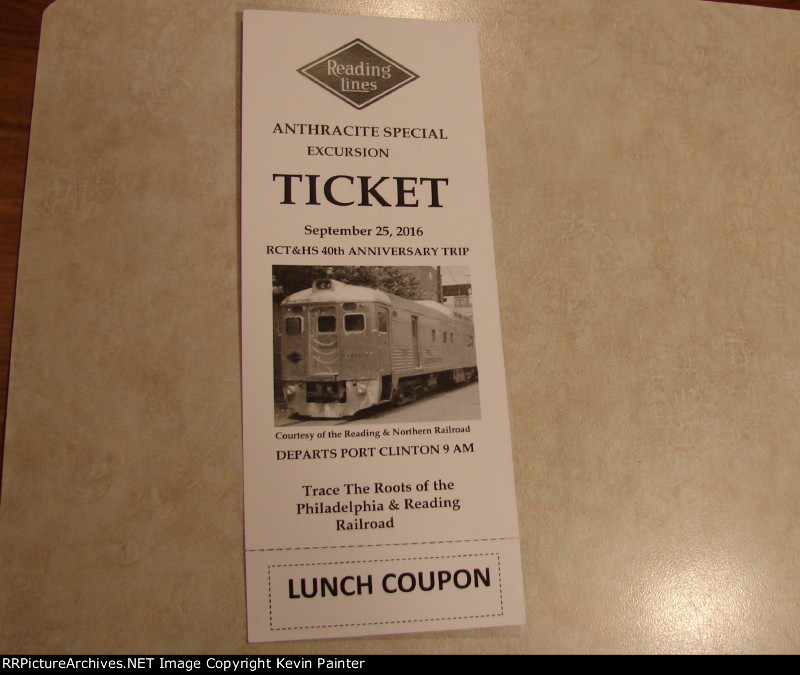 Reading
Lines
ANTHRACITE SPECIAL
EXCURSION
TICKET
September 25, 2016
RCT&HS 40th ANNIVERSARY TRIP
Courtesy of the Reading & Northern Railroad
DEPARTS PORT CLINTON 9 AM
Trace The Roots of the
Philadelphia & Reading
Railroad
LUNCH COUPON
RRPictureArchives.NET Image Copyright Kevin Painter